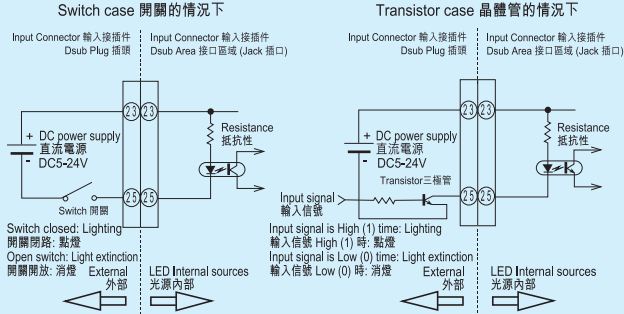 Switch case 開關的情況下
Input Connector 輸入接插件
Dsub Plug 插頭
Input Connector 輸入接插件
Dsub Area 接口區域 (Jack 插口)
23 23
+ DC power supply
直流電源
- DC5-24V
Resistance
抵抗性
25 25
Switch 開關
Switch closed: Lighting
開關閉路: 點燈
Open switch: Light extinction
開關開放: 消燈
External
外部
LED Internal sources
光源內部
Transistor case 晶體管的情況下
Input Connector 輸入接插件
Dsub Plug 插頭
Input Connector 輸入接插件
Dsub Area 接口區域 (Jack 插口)
23 23
+ DC power supply
直流電源
- DC5-24V
Resistance
抵抗性
Transistor三極管
25 25
Input signal
輸入信號
Input signal is High (1) time: Lighting
輸入信號 High (1) 時: 點燈
Input signal is Low (0) time: Light extinction
輸入信號 Low (0) 時: 消燈
External
外部
LED Internal sources
光源內部